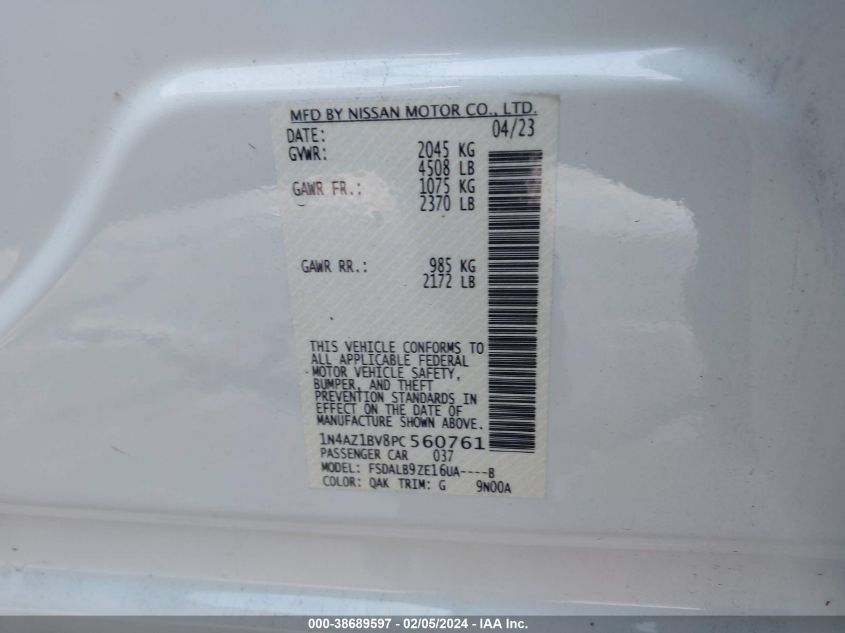 MFD BY NISSAN MOTOR CO., LTD.
DATE: 04/23
GVWR: 2045 KG
4508 LB
GAWR FR.: 1075 KG
2370 LB
GAWR RR.: 985 KG
2172 LB
THIS VEHICLE CONFORMS TO
ALL APPLICABLE FEDERAL
MOTOR VEHICLE SAFETY,
BUMPER, AND THEFT
PREVENTION STANDARDS IN
EFFECT ON THE DATE OF
MANUFACTURE SHOWN ABOVE.
1N4AZ1BV8PC560761
PASSENGER CAR 037
MODEL: FSDALB9ZE16UA----B
COLOR: QAK TRIM: G 9N00A
000-38689597 - 02/05/2024 - IAA Inc.